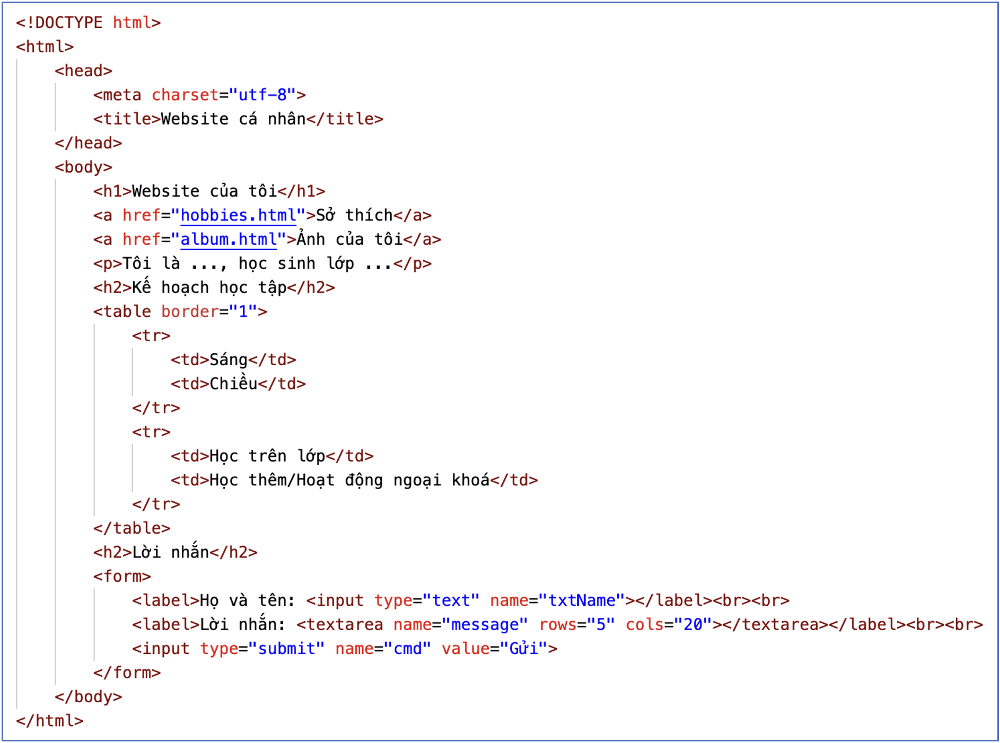 <!DOCTYPE html>
<html>
    <head>
        <meta charset="utf-8">
        <title>Website cá nhân</title>
    </head>
    <body>
        <h1>Website của tôi</h1>
        <a href="hobbies.html">Sở thích</a>
        <a href="album.html">Ảnh của tôi</a>
        <p>Tôi là ..., học sinh lớp ...</p>
        <h2>Kế hoạch học tập</h2>
        <table border="1">
            <tr>
                <td>Sáng</td>
                <td>Chiều</td>
            </tr>
            <tr>
                <td>Học trên lớp</td>
                <td>Học thêm/Hoạt động ngoại khoá</td>
            </tr>
        </table>
        <h2>Lời nhắn</h2>
        <form>
            <label>Họ và tên: <input type="text" name="txtName"></label><br><br>
            <label>Lời nhắn: <textarea name="message" rows="5" cols="20"></textarea></label><br><br>
            <input type="submit" name="cmd" value="Gửi">
        </form>
    </body>
</html>